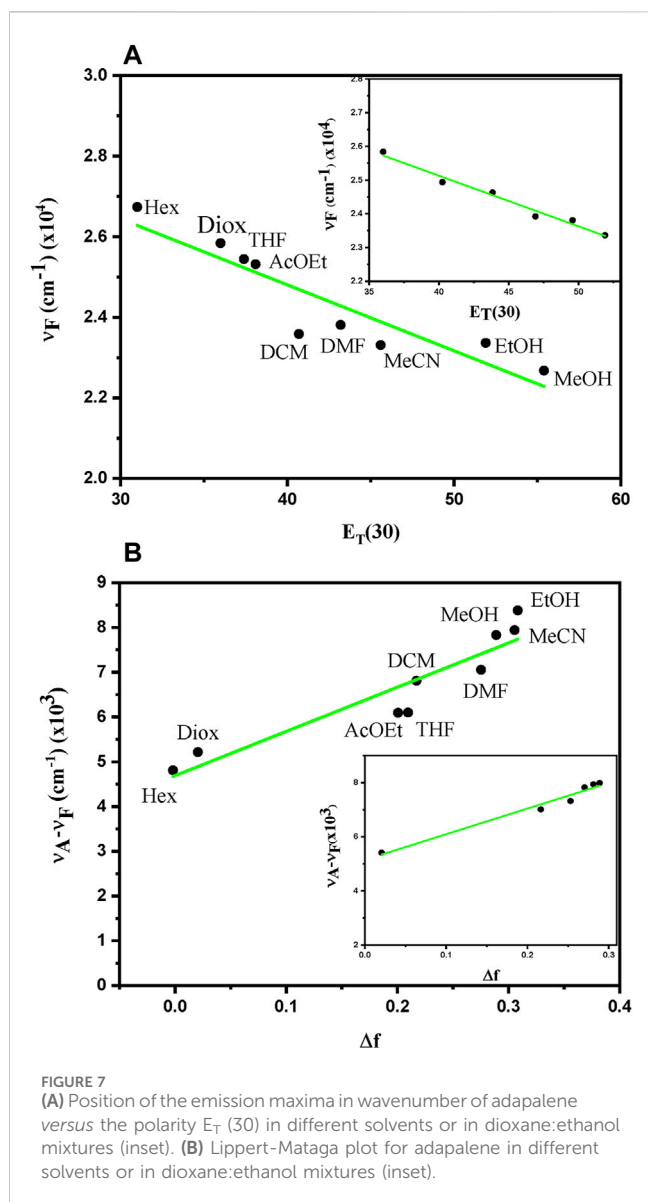 A
3.0
2.8
2.6
2.4
2.2
2.0
νF (cm-1) (x10⁴)
Hex
Diox
THF
AcOEt
DCM
DMF
MeCN
EtOH
MeOH
30
40
50
60
ET(30)
2.8
2.6
2.5
2.3
2.2
νF (cm-1) (x104)
35
40
45
50
ET(30)
B
9
8
7
6
5
4
3
2
1
0
νA-νF (cm-1) (x10³)
Hex
Diox
AcOEt
THF
DCM
DMF
MeOH
EtOH
MeCN
0.0
0.1
0.2
0.3
0.4
Δf
8
6
4
2
νA-νF(x10³)
0.0
0.1
0.2
0.3
Δf
FIGURE 7
(A) Position of the emission maxima in wavenumber of adapalene
versus the polarity ET (30) in different solvents or in dioxane:ethanol
mixtures (inset). (B) Lippert-Mataga plot for adapalene in different
solvents or in dioxane:ethanol mixtures (inset).